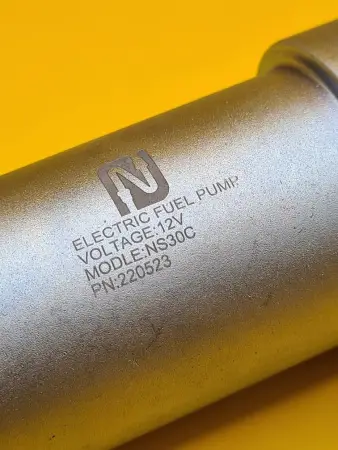 N
ELECTRIC FUEL PUMP
VOLTAGE:12V
MODLE:NS30C
PN:220523